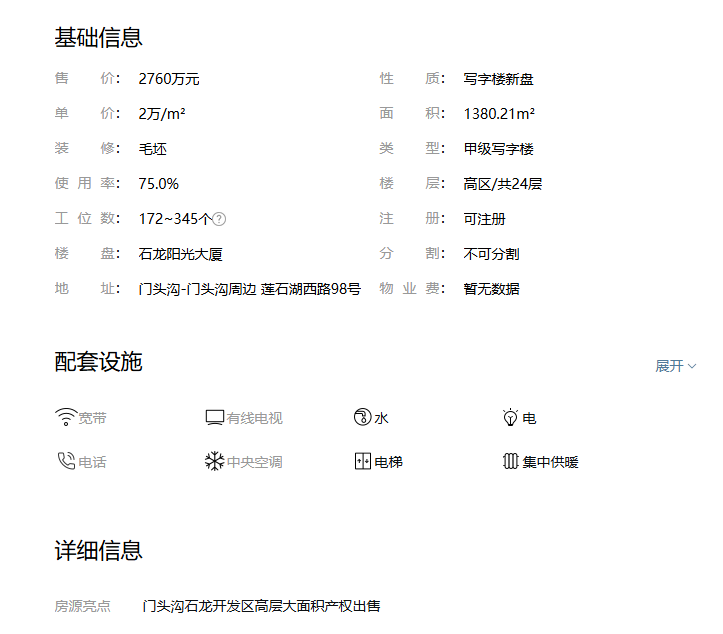 基础信息
售价： 2760万元 性质： 写字楼新盘
单价： 2万/m² 面积： 1380.21m²
装修： 毛坯 类型： 甲级写字楼
使用率： 75.0% 楼层： 高区/共24层
工位数： 172~345个? 注册： 可注册
楼盘： 石龙阳光大厦 分割： 不可分割
地址： 门头沟-门头沟周边 莲石湖西路98号 物业费： 暂无数据
配套设施 展开
宽带 有线电视 水 电
电话 中央空调 电梯 集中供暖
详细信息
房源亮点 门头沟石龙开发区高层大面积产权出售